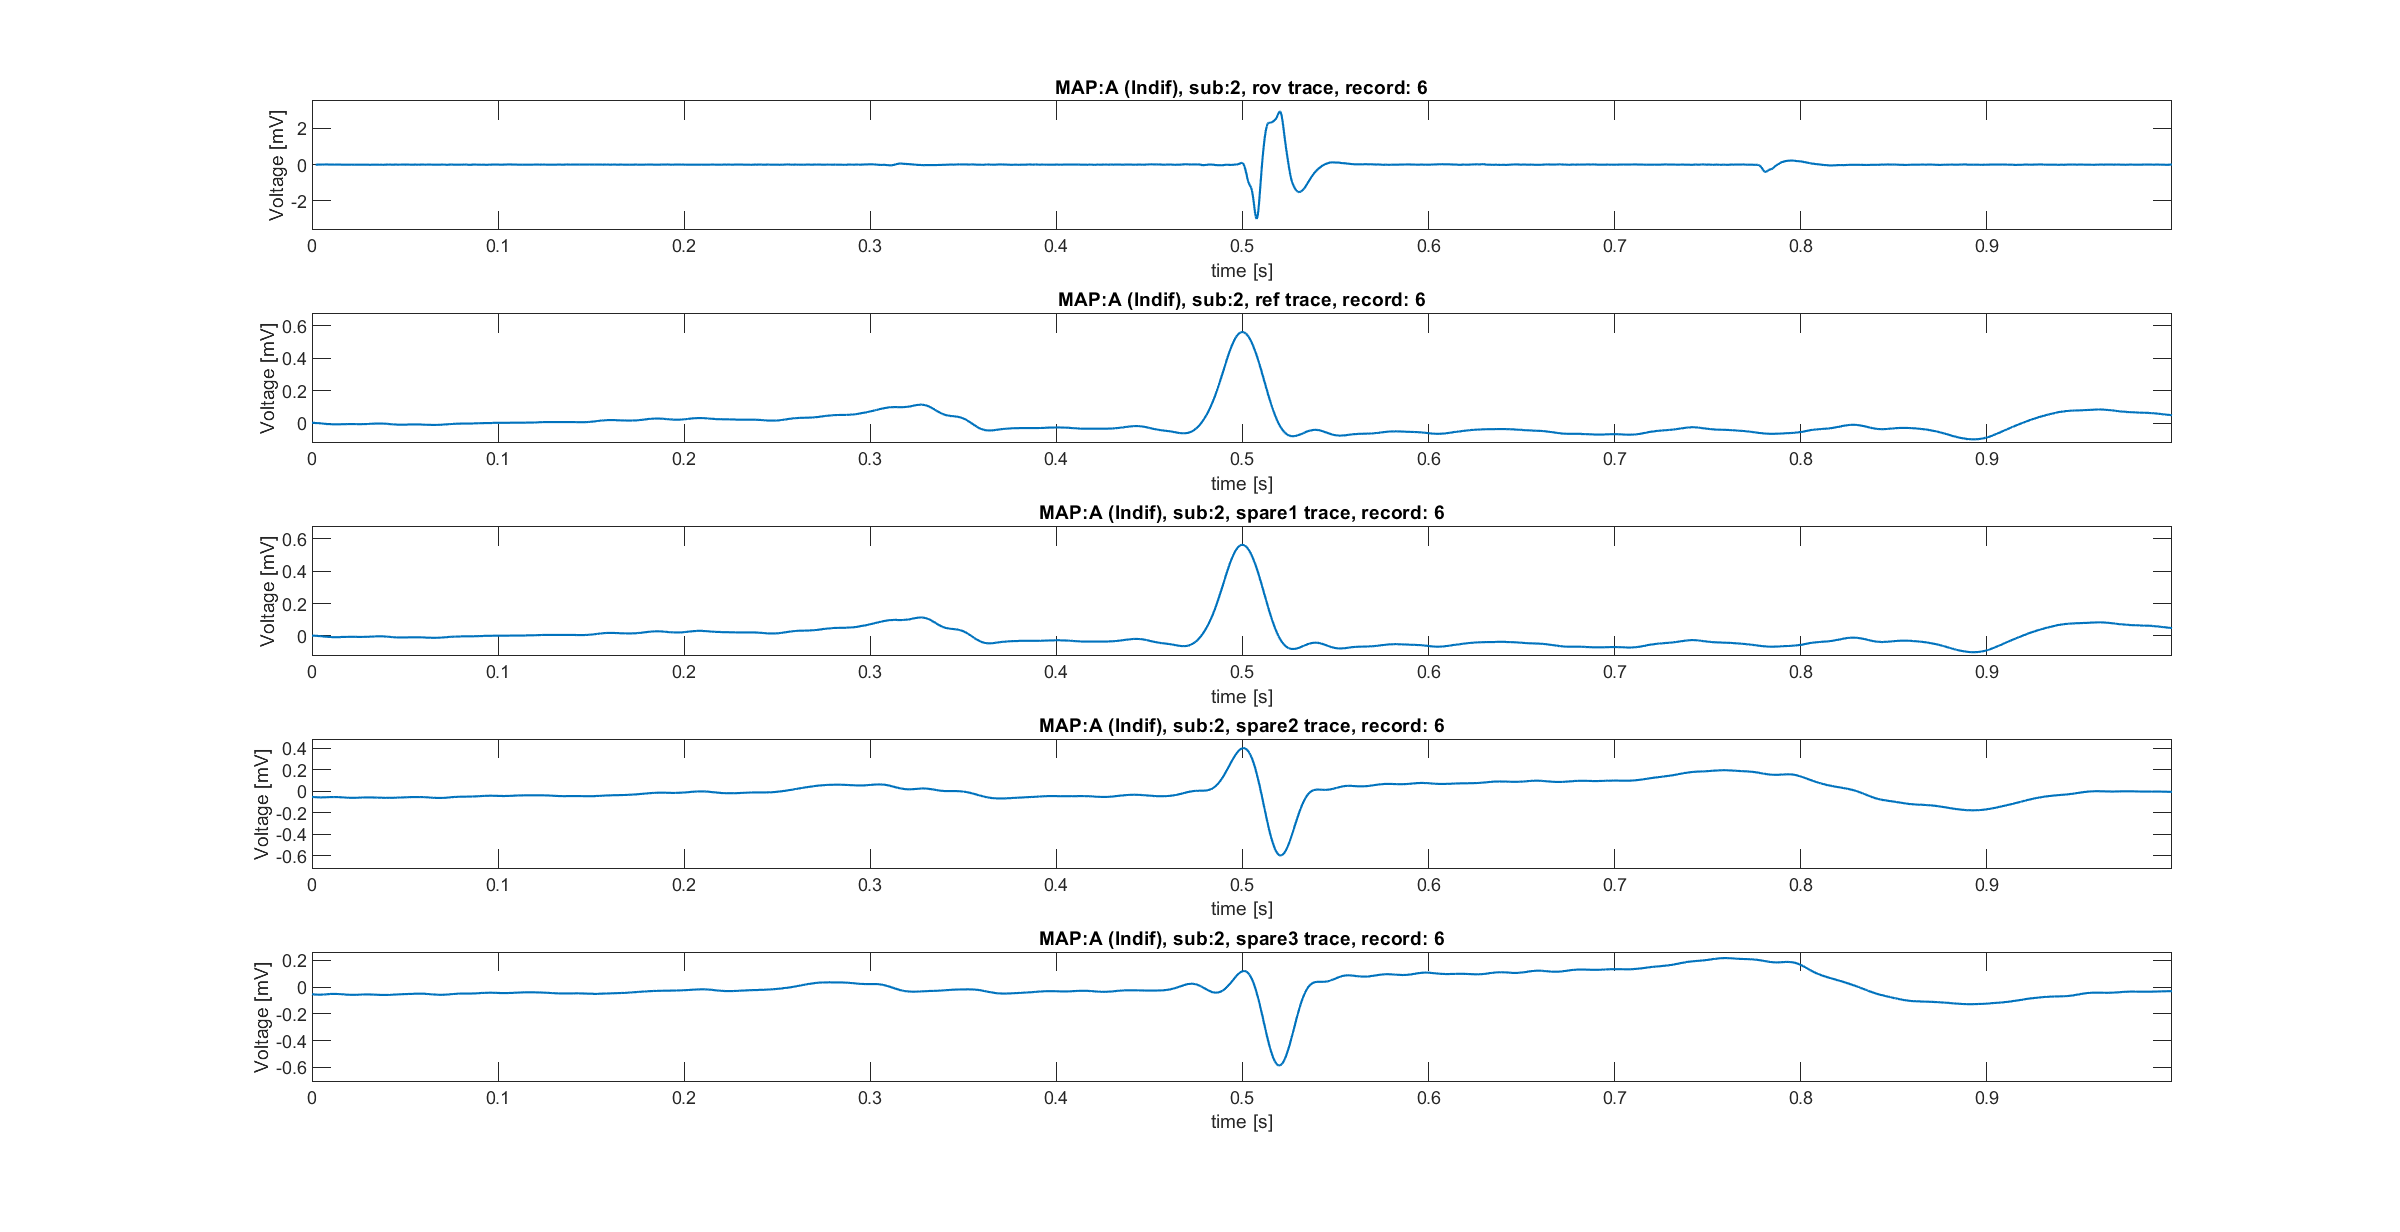 MAP:A (Indif), sub:2, rov trace, record: 6
Voltage [mV]
2
0
-2
0 0.1 0.2 0.3 0.4 0.5 0.6 0.7 0.8 0.9
time [s]
MAP:A (Indif), sub:2, ref trace, record: 6
Voltage [mV]
0.6
0.4
0.2
0
0 0.1 0.2 0.3 0.4 0.5 0.6 0.7 0.8 0.9
time [s]
MAP:A (Indif), sub:2, spare1 trace, record: 6
Voltage [mV]
0.6
0.4
0.2
0
0 0.1 0.2 0.3 0.4 0.5 0.6 0.7 0.8 0.9
time [s]
MAP:A (Indif), sub:2, spare2 trace, record: 6
Voltage [mV]
0.4
0.2
0
-0.2
-0.4
-0.6
0 0.1 0.2 0.3 0.4 0.5 0.6 0.7 0.8 0.9
time [s]
MAP:A (Indif), sub:2, spare3 trace, record: 6
Voltage [mV]
0.2
0
-0.2
-0.4
-0.6
0 0.1 0.2 0.3 0.4 0.5 0.6 0.7 0.8 0.9
time [s]